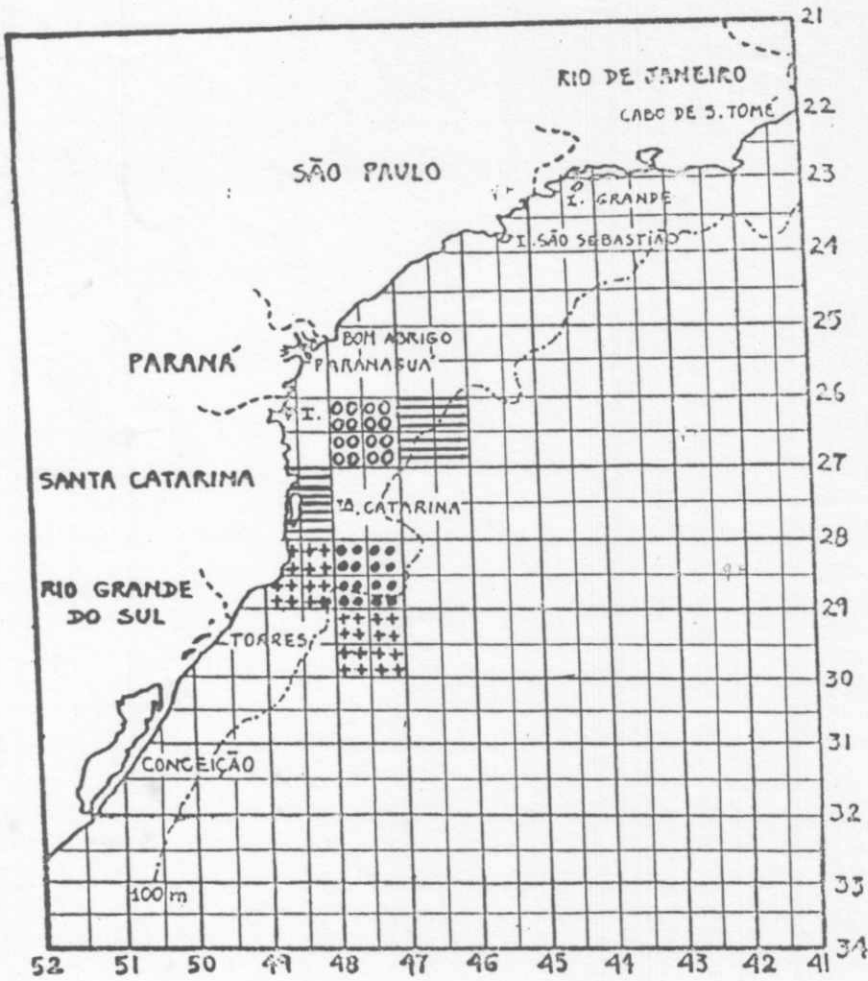 21
RIO DE JANEIRO
CABO DE S. TOMÉ
22
SÃO PAULO
23
I. GRANDE
I. SÃO SEBASTIÃO
24
25
BOM ABRIGO
PARANÁ
PARANAGUÁ
26
I.
27
SANTA CATARINA
TA. CATARINA
28
RIO GRANDE
DO SUL
29
TORRES
30
31
CONCEIÇÃO
32
33
100 m
34
52 51 50 49 48 47 46 45 44 43 42 41